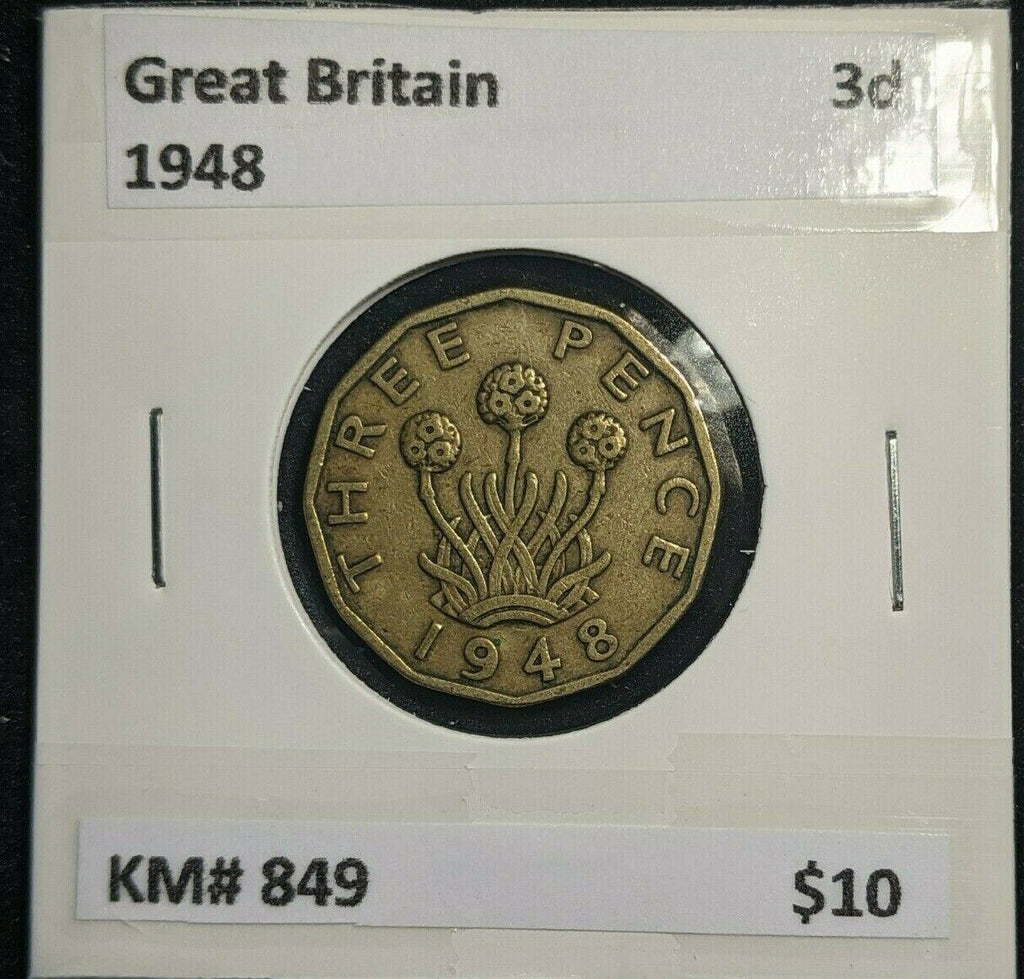 Great Britain 3d
1948
THREE PENCE
1948
KM# 849 $10